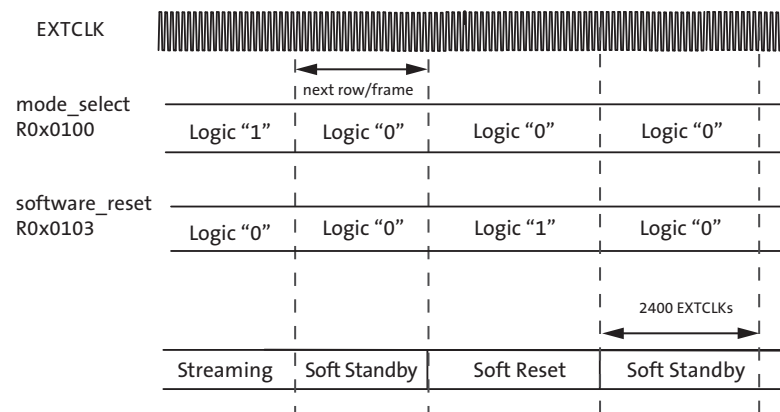 EXTCLK
next row/frame
mode_select
R0x0100
Logic “1” Logic “0” Logic “0” Logic “0”
software_reset
R0x0103
Logic “0” Logic “0” Logic “1” Logic “0”
2400 EXTCLKs
Streaming Soft Standby Soft Reset Soft Standby